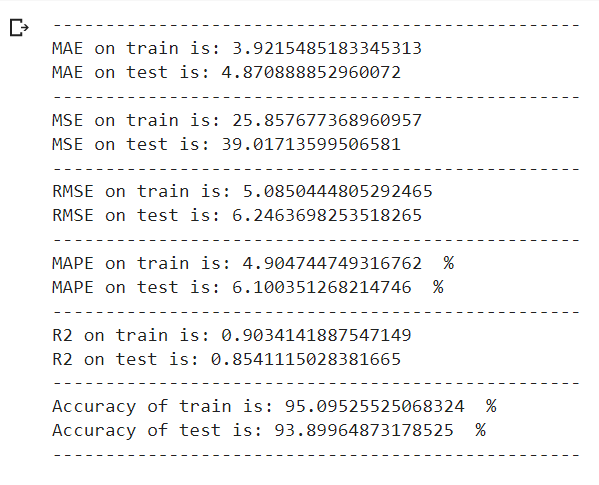 --------------------------------------------------
MAE on train is: 3.9215485183345313
MAE on test is: 4.870888852960072
--------------------------------------------------
MSE on train is: 25.857677368960957
MSE on test is: 39.01713599506581
--------------------------------------------------
RMSE on train is: 5.0850444805292465
RMSE on test is: 6.2463698253518265
--------------------------------------------------
MAPE on train is: 4.904744749316762  %
MAPE on test is: 6.100351268214746  %
--------------------------------------------------
R2 on train is: 0.9034141887547149
R2 on test is: 0.8541115028381665
--------------------------------------------------
Accuracy of train is: 95.09525525068324  %
Accuracy of test is: 93.89964873178525  %
--------------------------------------------------